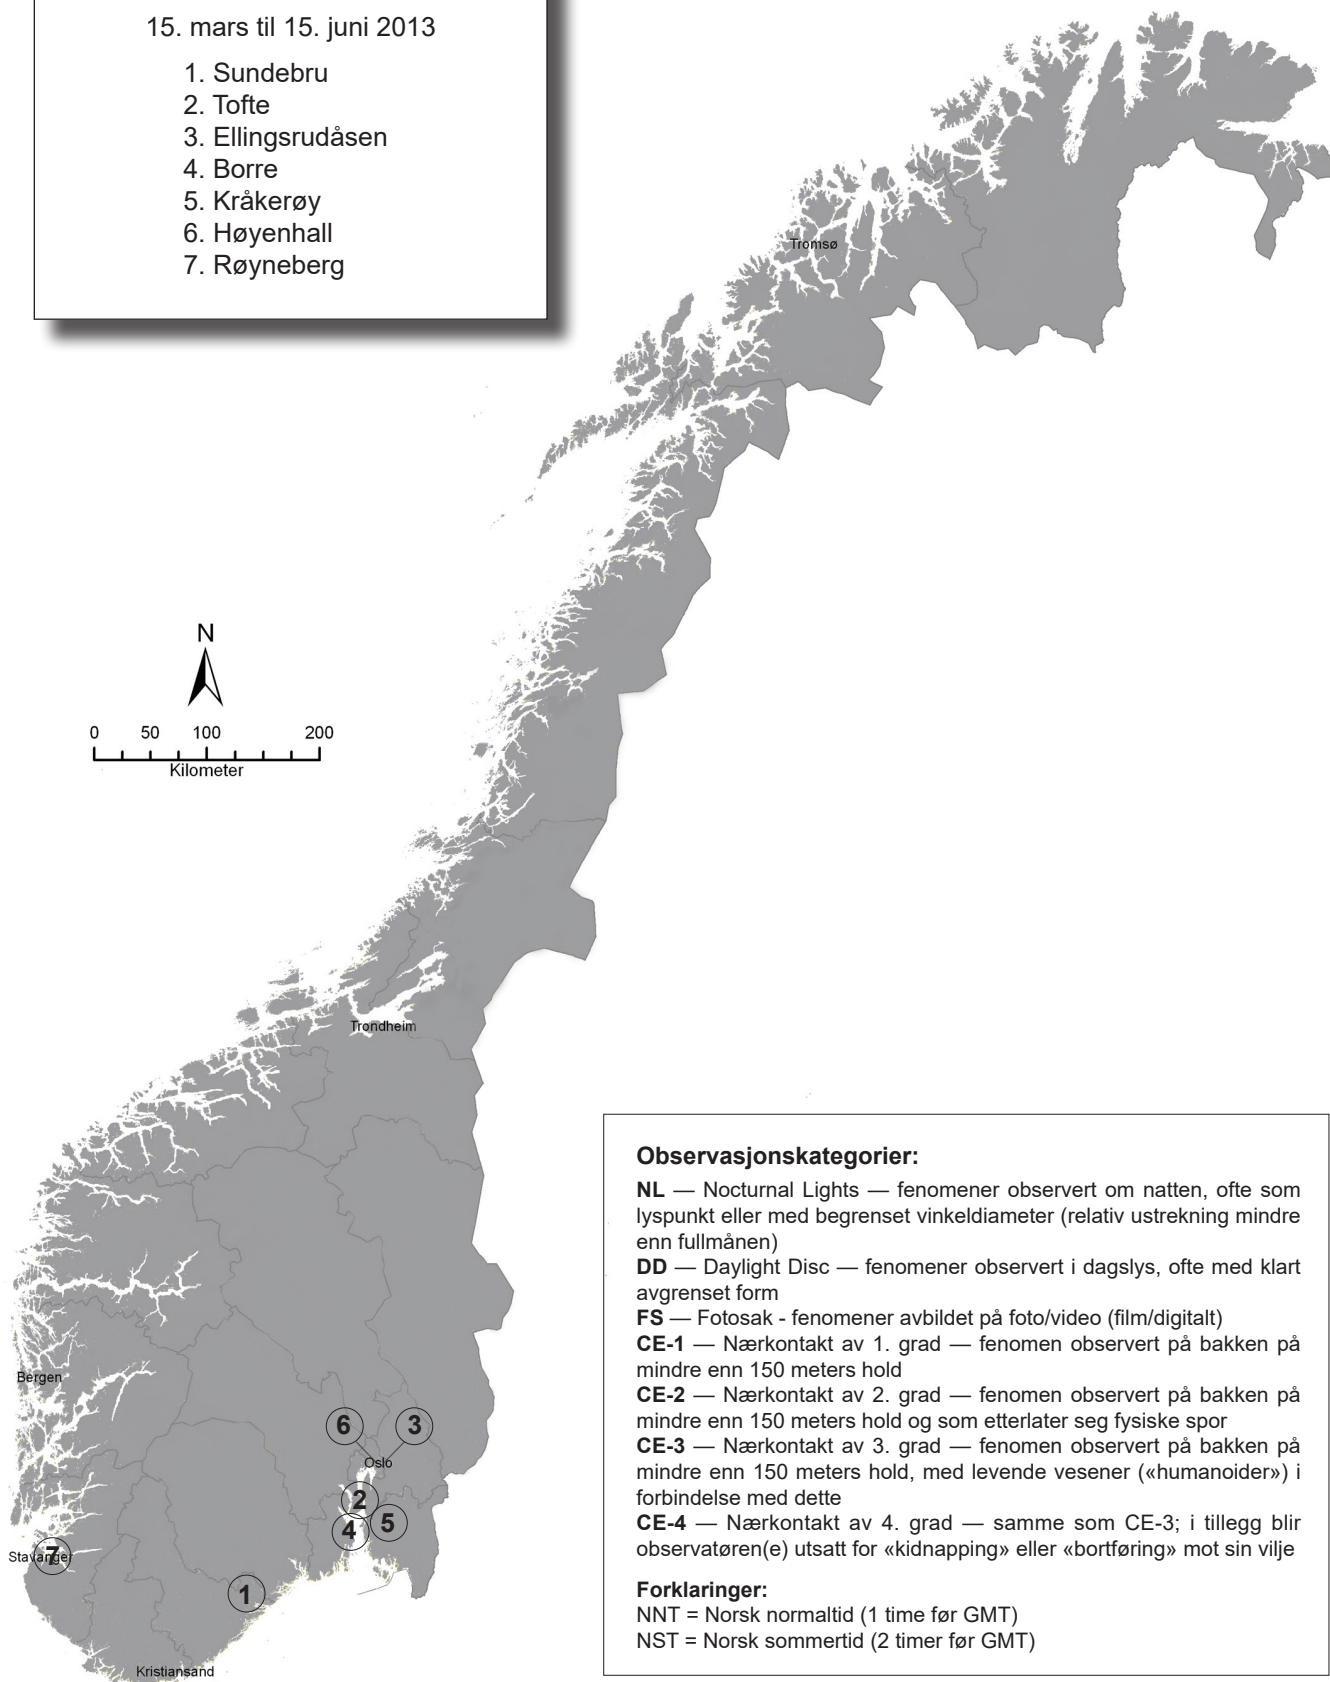 15. mars til 15. juni 2013
1. Sundebru
2. Tofte
3. Ellingsrudåsen
4. Borre
5. Kråkerøy
6. Høyenhall
7. Røyneberg
Tromsø
N
0 50 100 200
Kilometer
Trondheim
Bergen
6 3
Oslo
2
5
4
Stavanger
7
1
Kristiansand
Observasjonskategorier:
NL — Nocturnal Lights — fenomener observert om natten, ofte som
lyspunkt eller med begrenset vinkeldiameter (relativ ustrekning mindre
enn fullmånen)
DD — Daylight Disc — fenomener observert i dagslys, ofte med klart
avgrenset form
FS — Fotosak - fenomener avbildet på foto/video (film/digitalt)
CE-1 — Nærkontakt av 1. grad — fenomen observert på bakken på
mindre enn 150 meters hold
CE-2 — Nærkontakt av 2. grad — fenomen observert på bakken på
mindre enn 150 meters hold og som etterlater seg fysiske spor
CE-3 — Nærkontakt av 3. grad — fenomen observert på bakken på
mindre enn 150 meters hold, med levende vesener («humanoider») i
forbindelse med dette
CE-4 — Nærkontakt av 4. grad — samme som CE-3; i tillegg blir
observatøren(e) utsatt for «kidnapping» eller «bortføring» mot sin vilje
Forklaringer:
NNT = Norsk normaltid (1 time før GMT)
NST = Norsk sommertid (2 timer før GMT)